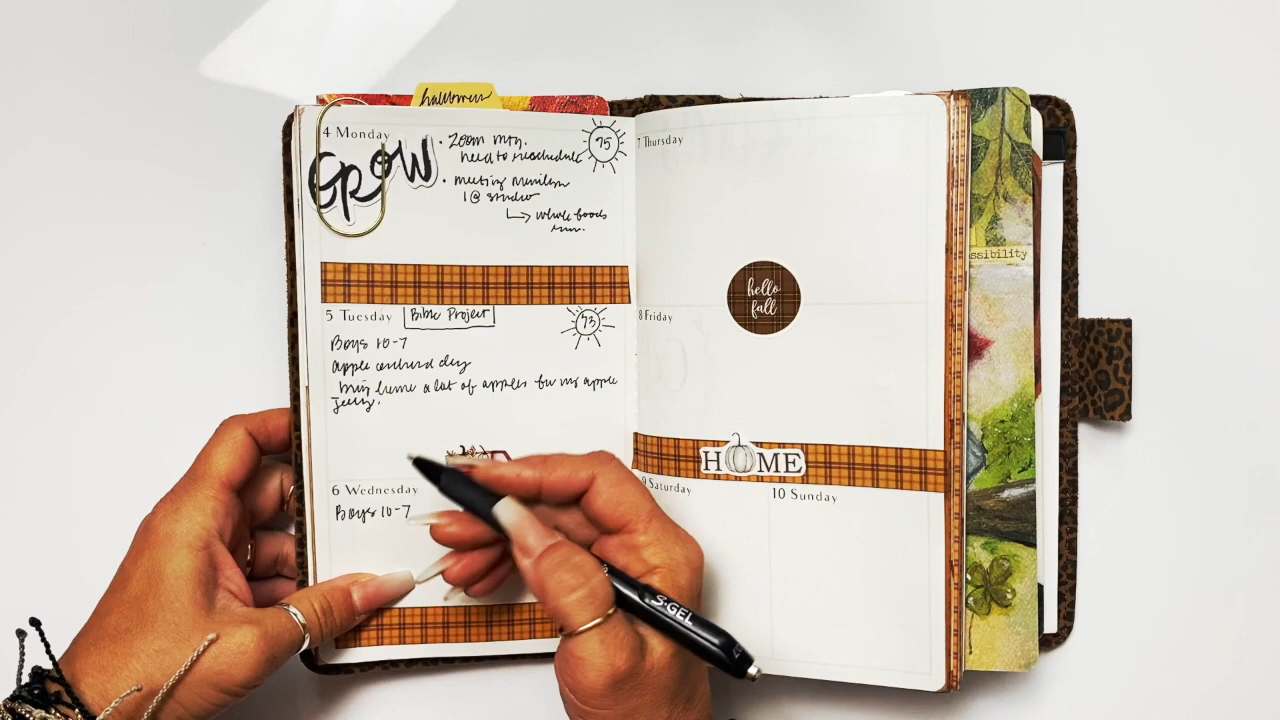 halloween
4 Monday
GROW
• Zoom mtg.
need to reschedule
75
• meeting Marilyn
1 @ studio
↳ whole foods
run.
5 Tuesday
Bible Project
73
Boys 10-7
apple orchard day
bring home a lot of apples for my apple
jelly.
6 Wednesday
Boys 10-7
7 Thursday
hello
fall
8 Friday
HOME
9 Saturday
10 Sunday
ssibility
S·GEL